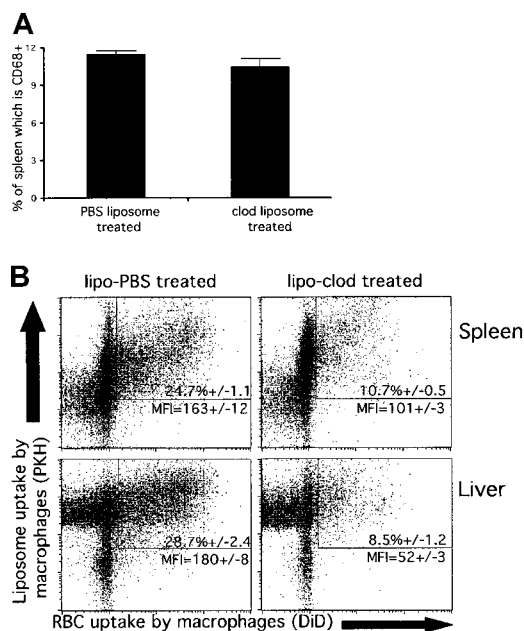 A
% of spleen which is CD68+
12
9
6
3
0
PBS liposome
treated
clod liposome
treated
B
lipo-PBS treated
lipo-clod treated
Spleen
24.7%+/-1.1
MFI=163+/-12
10.7%+/-0.5
MFI=101+/-3
Liver
28.7%+/-2.4
MFI=180+/-8
8.5%+/-1.2
MFI=52+/-3
Liposome uptake by
macrophages (PKH)
RBC uptake by macrophages (DiD)